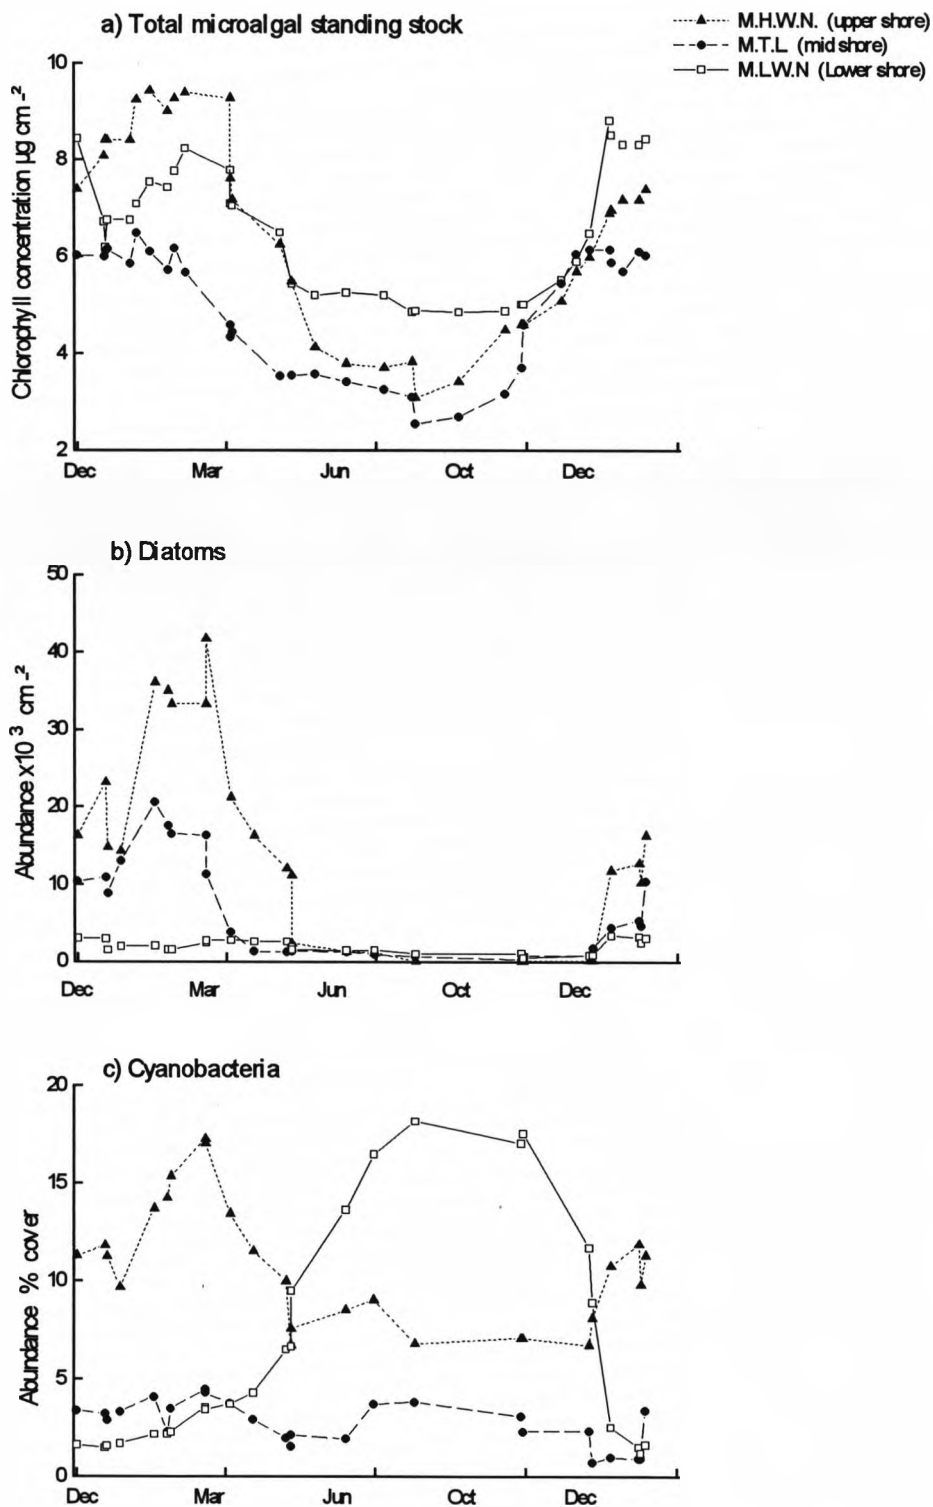 a) Total microalgal standing stock
M.H.W.N. (upper shore)
M.T.L (mid shore)
M.L.W.N (Lower shore)
Chlorophyll concentration µg cm-²
10
8
6
4
2
Dec Mar Jun Oct Dec
b) Diatoms
Abundance x10³ cm-²
50
40
30
20
10
0
Dec Mar Jun Oct Dec
c) Cyanobacteria
Abundance % cover
20
15
10
5
0
Dec Mar Jun Oct Dec